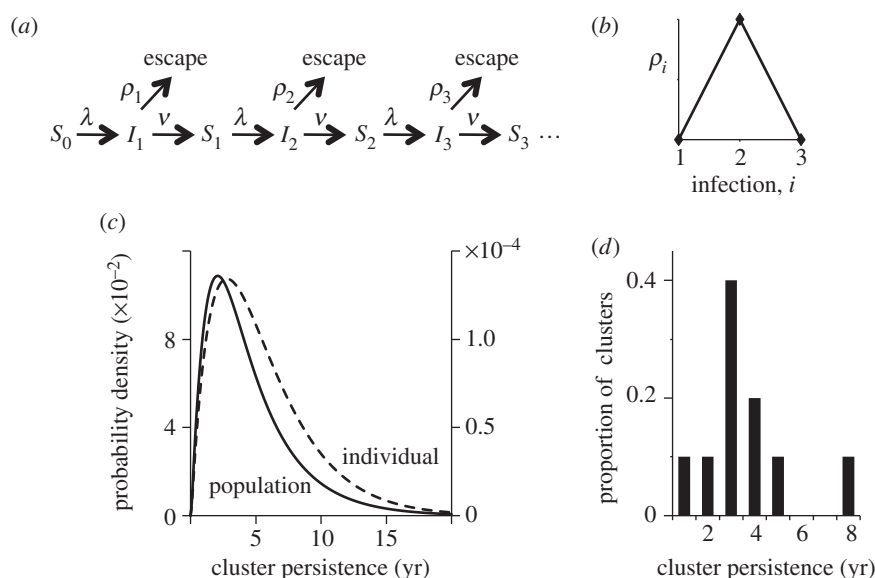 (a)
escape escape escape
ρ1 ρ2 ρ3
S0 λ I1 ν S1 λ I2 ν S2 λ I3 ν S3 ...
(b)
ρi
1 2 3
infection, i
(c)
×10−4
probability density (×10−2)
8
4
0
1.0
0.5
0
individual
population
5 10 15
cluster persistence (yr)
(d)
proportion of clusters
0.4
0.2
0
2 4 6 8
cluster persistence (yr)